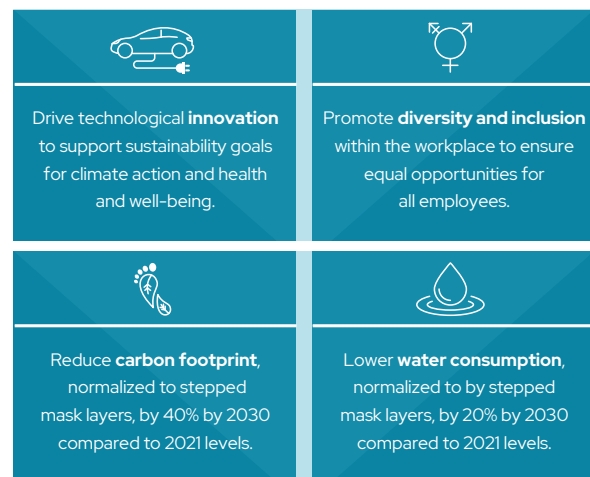 Drive technological innovation
to support sustainability goals
for climate action and health
and well-being.
Promote diversity and inclusion
within the workplace to ensure
equal opportunities for
all employees.
Reduce carbon footprint,
normalized to stepped
mask layers, by 40% by 2030
compared to 2021 levels.
Lower water consumption,
normalized to by stepped
mask layers, by 20% by 2030
compared to 2021 levels.